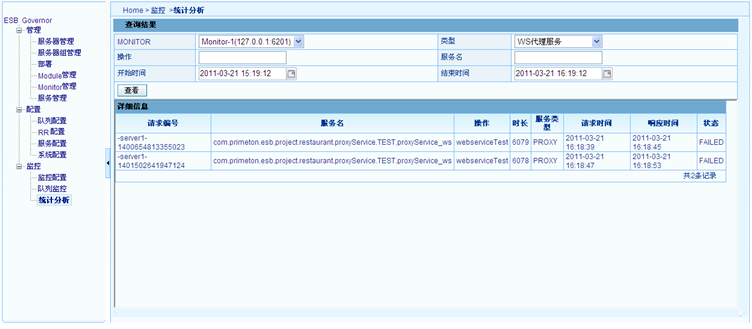 Home > 监控 >统计分析
ESB Governor
管理
服务器管理
服务器组管理
部署
Module管理
Monitor管理
服务管理
配置
队列配置
RR 配置
服务配置
系统配置
监控
监控配置
队列监控
统计分析
查询结果
MONITOR Monitor-1(127.0.0.1:6201) 类型 WS代理服务
操作 服务名
开始时间 2011-03-21 15:19:12 结束时间 2011-03-21 16:19:12
查看
详细信息
请求编号 服务名 操作 时长 服务类型 请求时间 响应时间 状态
-server1-1400654813355023 com.primeton.esb.project.restaurant.proxyService.TEST.proxyService_ws webserviceTest 6079 PROXY 2011-03-21 16:18:39 2011-03-21 16:18:45 FAILED
-server1-1401502641947124 com.primeton.esb.project.restaurant.proxyService.TEST.proxyService_ws webserviceTest 6078 PROXY 2011-03-21 16:18:47 2011-03-21 16:18:53 FAILED
共2条记录